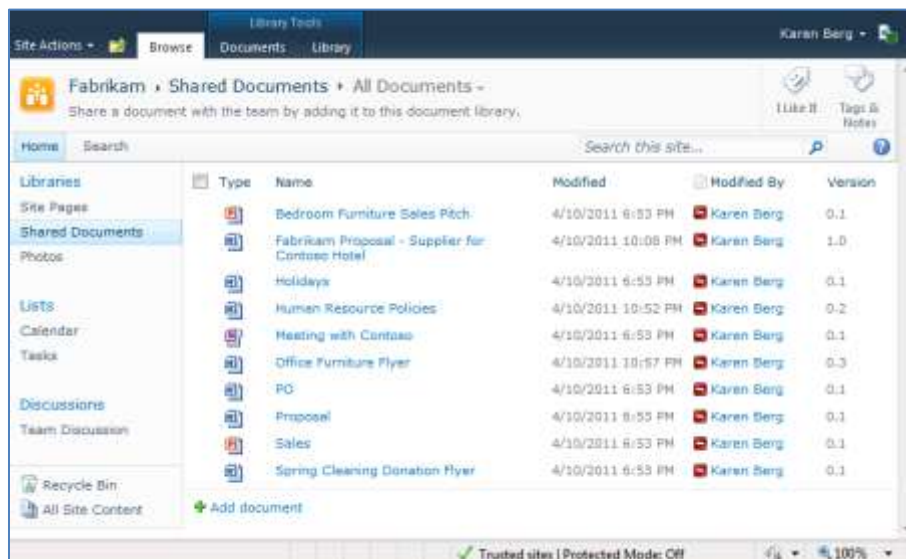 Library Tools
Site Actions Browse Documents Library Karen Berg
Fabrikam Shared Documents All Documents
Share a document with the team by adding it to this document library.
I Like It Tags & Notes
Home Search Search this site...
Libraries
Site Pages
Shared Documents
Photos
Lists
Calendar
Tasks
Discussions
Team Discussion
Recycle Bin
All Site Content
Type Name Modified Modified By Version
Bedroom Furniture Sales Pitch 4/10/2011 6:53 PM Karen Berg 0.1
Fabrikam Proposal - Supplier for 4/10/2011 10:08 PM Karen Berg 1.0
Contoso Hotel
Holidays 4/10/2011 6:53 PM Karen Berg 0.1
Human Resource Policies 4/10/2011 10:52 PM Karen Berg 0.2
Meeting with Contoso 4/10/2011 6:53 PM Karen Berg 0.1
Office Furniture Flyer 4/10/2011 10:57 PM Karen Berg 0.3
PO 4/10/2011 6:53 PM Karen Berg 0.1
Proposal 4/10/2011 6:53 PM Karen Berg 0.1
Sales 4/10/2011 6:53 PM Karen Berg 0.1
Spring Cleaning Donation Flyer 4/10/2011 6:53 PM Karen Berg 0.1
Add document
Trusted sites | Protected Mode: Off 100%